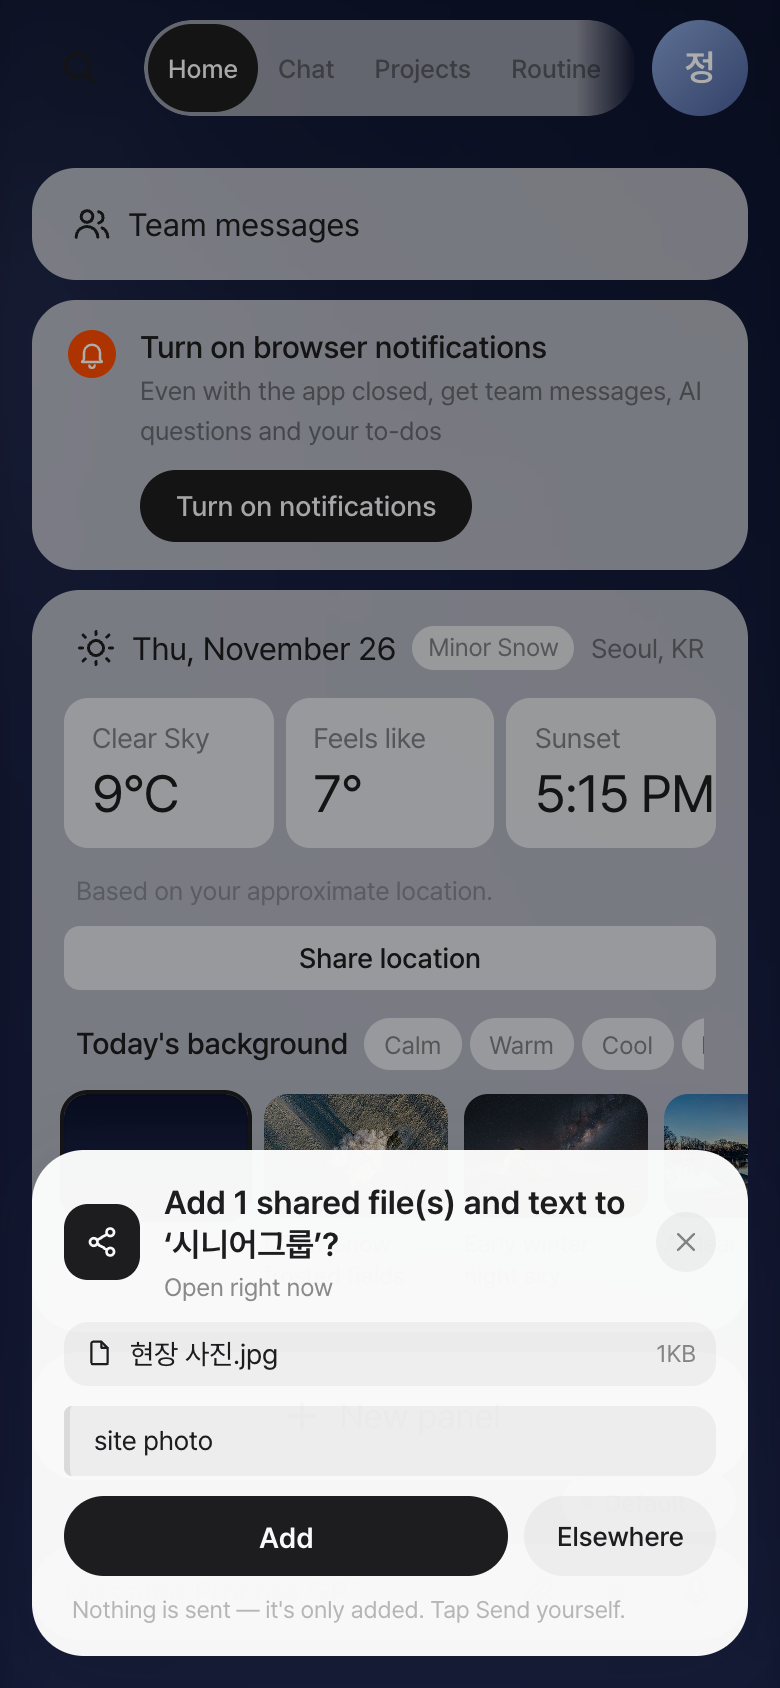 Home Chat Projects Routine 정
Team messages
Turn on browser notifications
Even with the app closed, get team messages, AI
questions and your to-dos
Turn on notifications
Thu, November 26 Minor Snow Seoul, KR
Clear Sky Feels like Sunset
9°C 7° 5:15 PM
Based on your approximate location.
Share location
Today's background Calm Warm Cool
Add 1 shared file(s) and text to
‘시니어그룹’?
Open right now
현장 사진.jpg 1KB
New panel
site photo
Add Elsewhere
Nothing is sent — it's only added. Tap Send yourself.